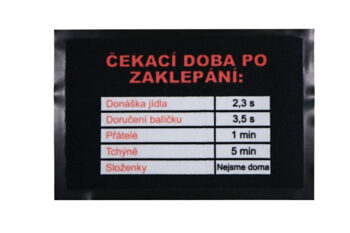 ČEKACÍ DOBA PO
ZAKLEPÁNÍ:
Donáška jídla 2,3 s
Doručení balíčku 3,5 s
Přátelé 1 min
Tchýně 5 min
Složenky Nejsme doma